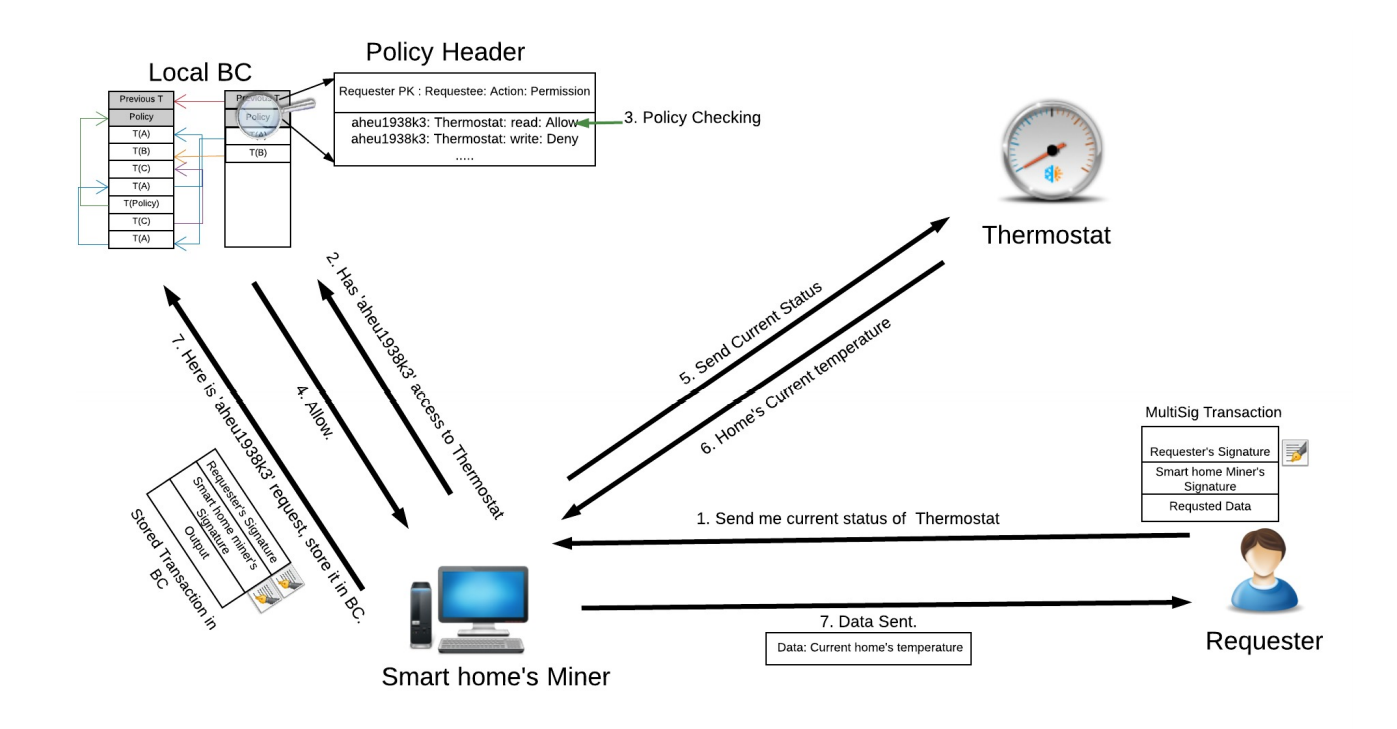 Policy Header
Local BC
Previous T
Policy
T(A)
T(B)
T(C)
T(A)
T(Policy)
T(C)
T(A)
Previous T
Policy
T(A)
T(B)
Requester PK : Requestee: Action: Permission
aheu1938k3: Thermostat: read: Allow
aheu1938k3: Thermostat: write: Deny
.....
3. Policy Checking
Thermostat
2. Has 'aheu1938k3' access to Thermostat
4. Allow.
7. Here is 'aheu1938k3' request, store it in BC.
5. Send Current Status
6. Home's Current temperature
MultiSig Transaction
Requester's Signature
Smart home Miner's
Signature
Requsted Data
1. Send me current status of Thermostat
Requester's Signature
Smart home miner's
Signature
Output
Stored Transaction in
BC
7. Data Sent.
Data: Current home's temperature
Requester
Smart home's Miner